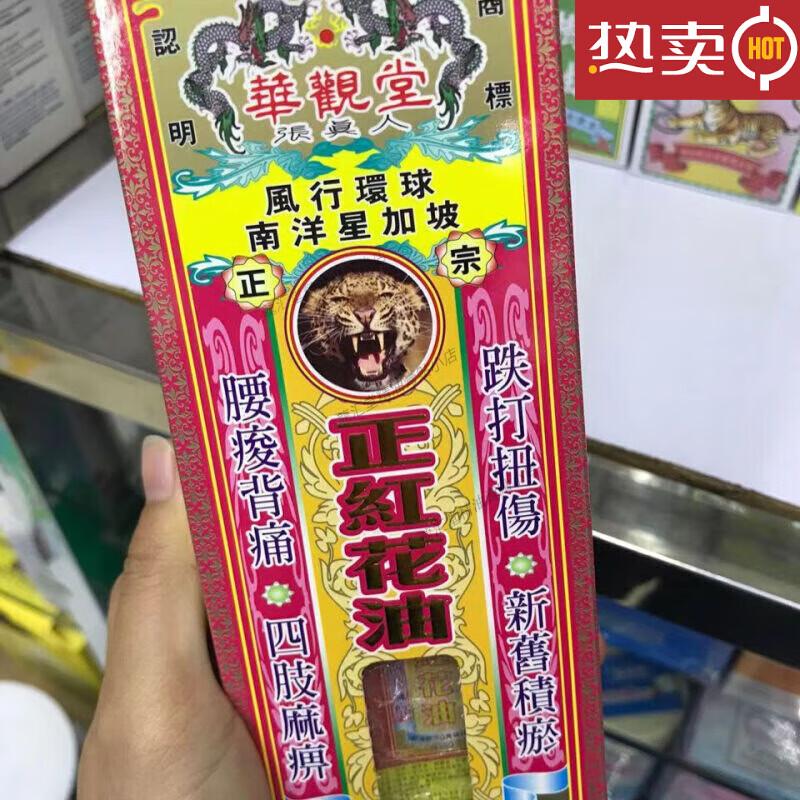 热卖 HOT
認明
商標
華觀堂
張真人
風行環球
南洋星加坡
正宗
正紅花油
跌打扭傷・新舊積瘀
腰痠背痛・四肢麻痹
花油